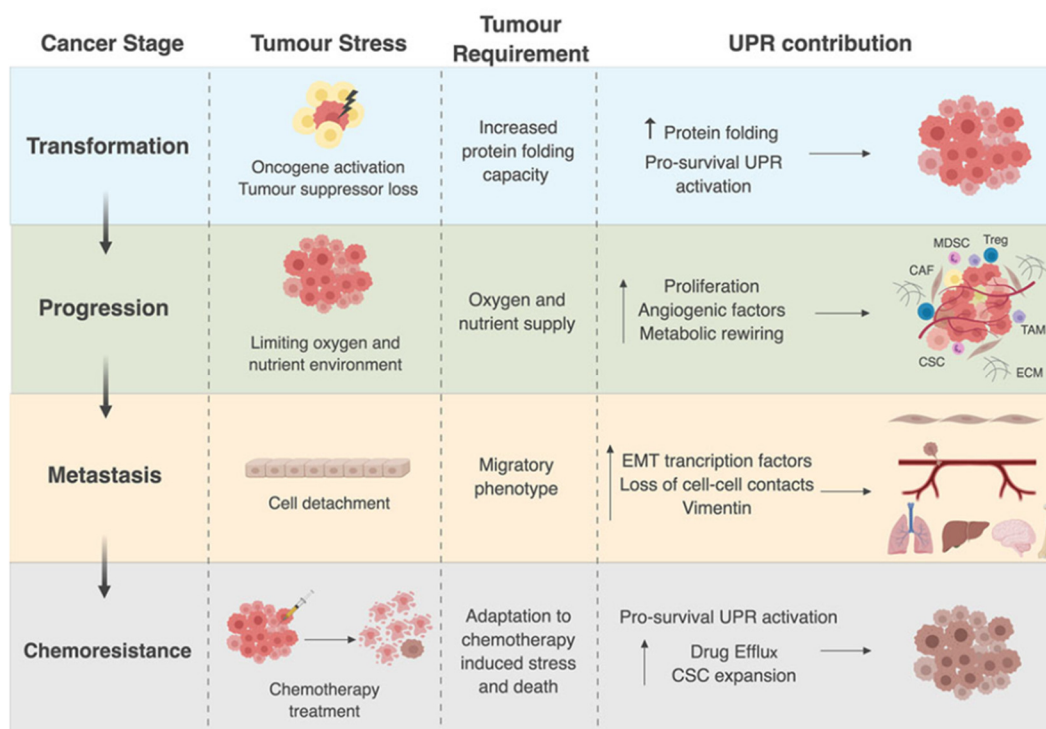 Cancer Stage
Tumour Stress
Tumour
Requirement
UPR contribution
Transformation
Oncogene activation
Tumour suppressor loss
Increased
protein folding
capacity
↑ Protein folding
Pro-survival UPR
activation
Progression
Limiting oxygen and
nutrient environment
Oxygen and
nutrient supply
Proliferation
Angiogenic factors
Metabolic rewiring
MDSC
Treg
CAF
TAM
CSC
ECM
Metastasis
Cell detachment
Migratory
phenotype
EMT trancription factors
Loss of cell-cell contacts
Vimentin
Chemoresistance
Chemotherapy
treatment
Adaptation to
chemotherapy
induced stress
and death
Pro-survival UPR activation
Drug Efflux
CSC expansion